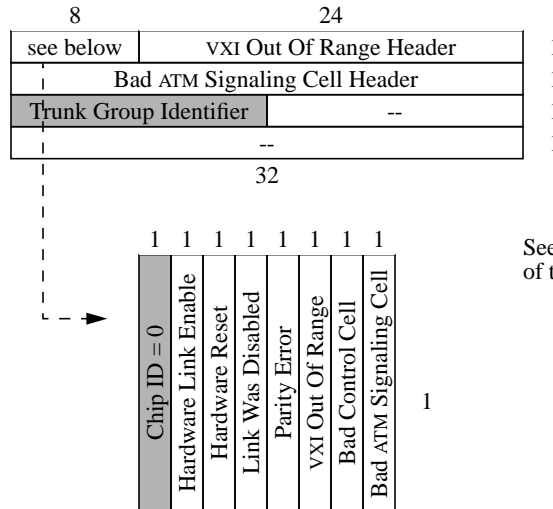 8 24
see below VXI Out Of Range Header
Bad ATM Signaling Cell Header
Trunk Group Identifier --
--
32
See
of t
1 1 1 1 1 1 1 1
Chip ID = 0
Hardware Link Enable
Hardware Reset
Link Was Disabled
Parity Error
VXI Out Of Range
Bad Control Cell
Bad ATM Signaling Cell
1